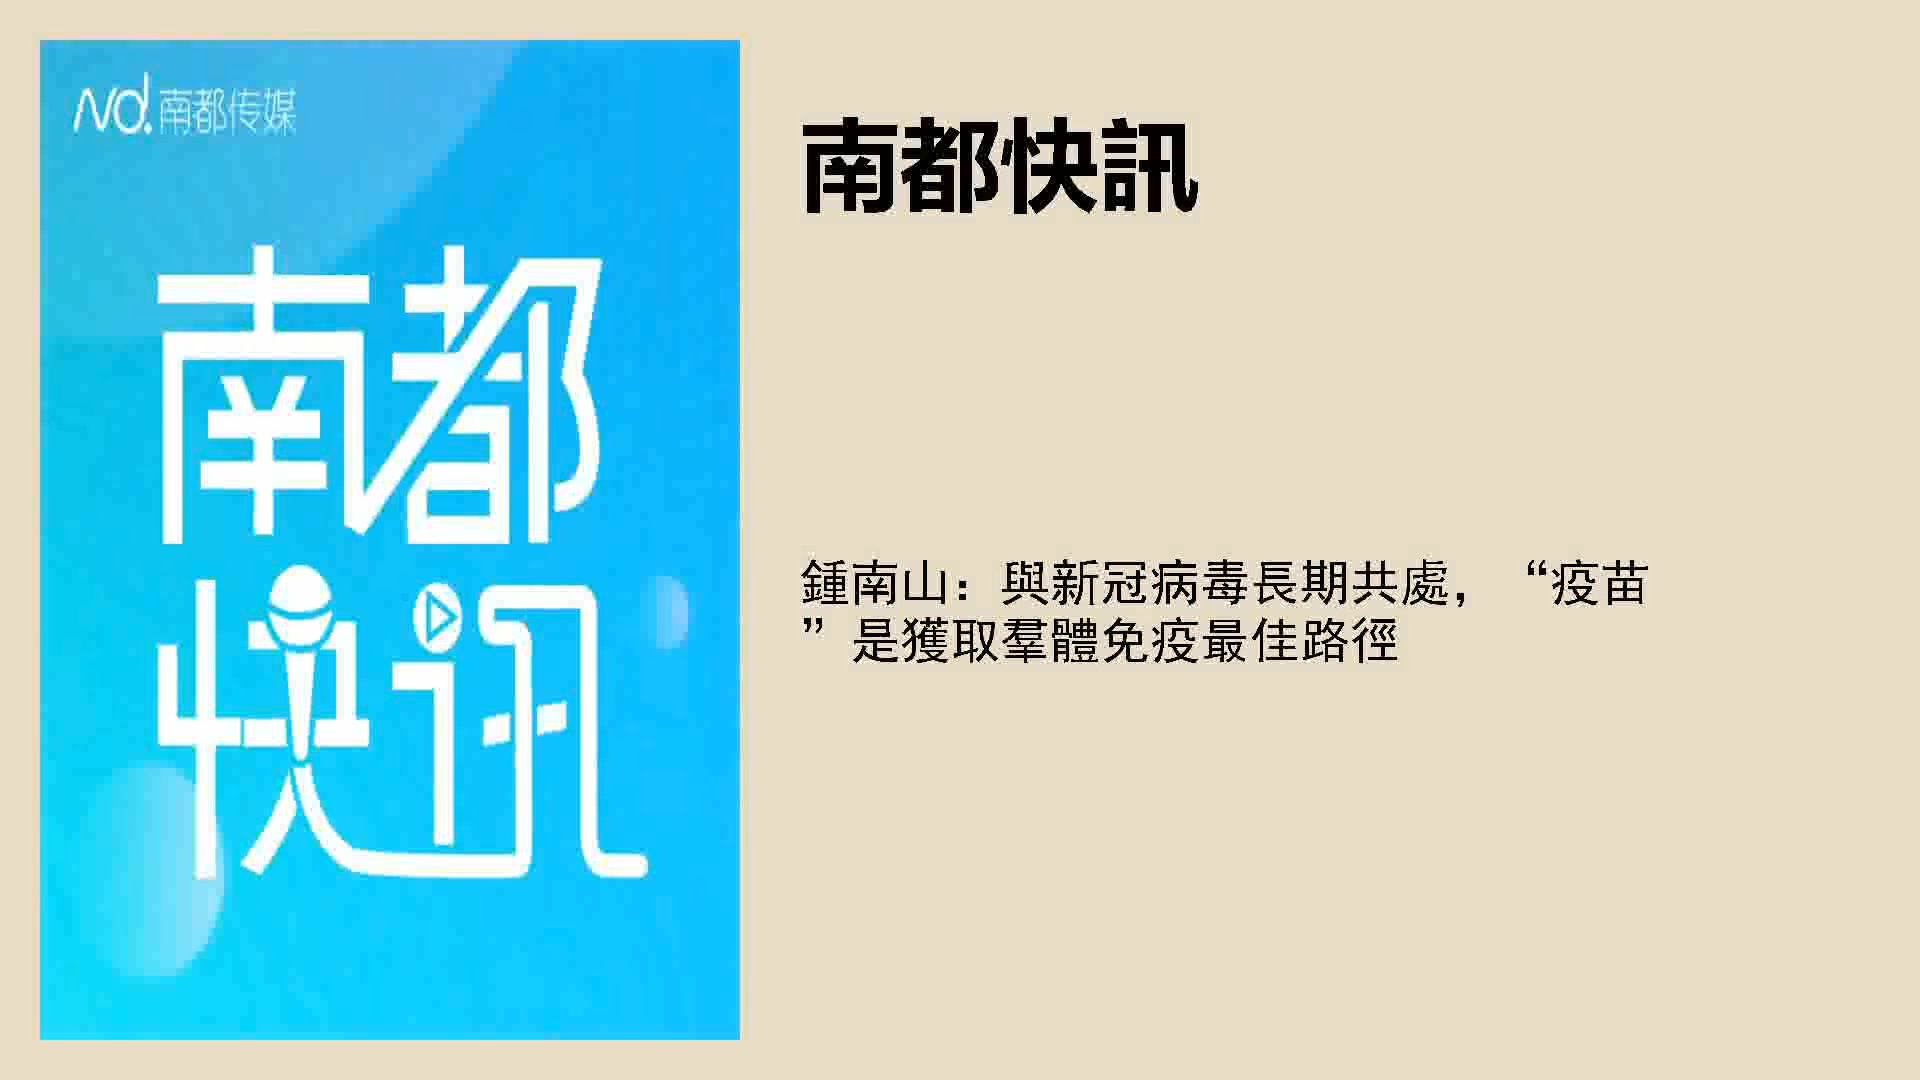 Nd.南都传媒
南都
快讯
南都快訊
鍾南山：與新冠病毒長期共處，“疫苗
”是獲取羣體免疫最佳路徑